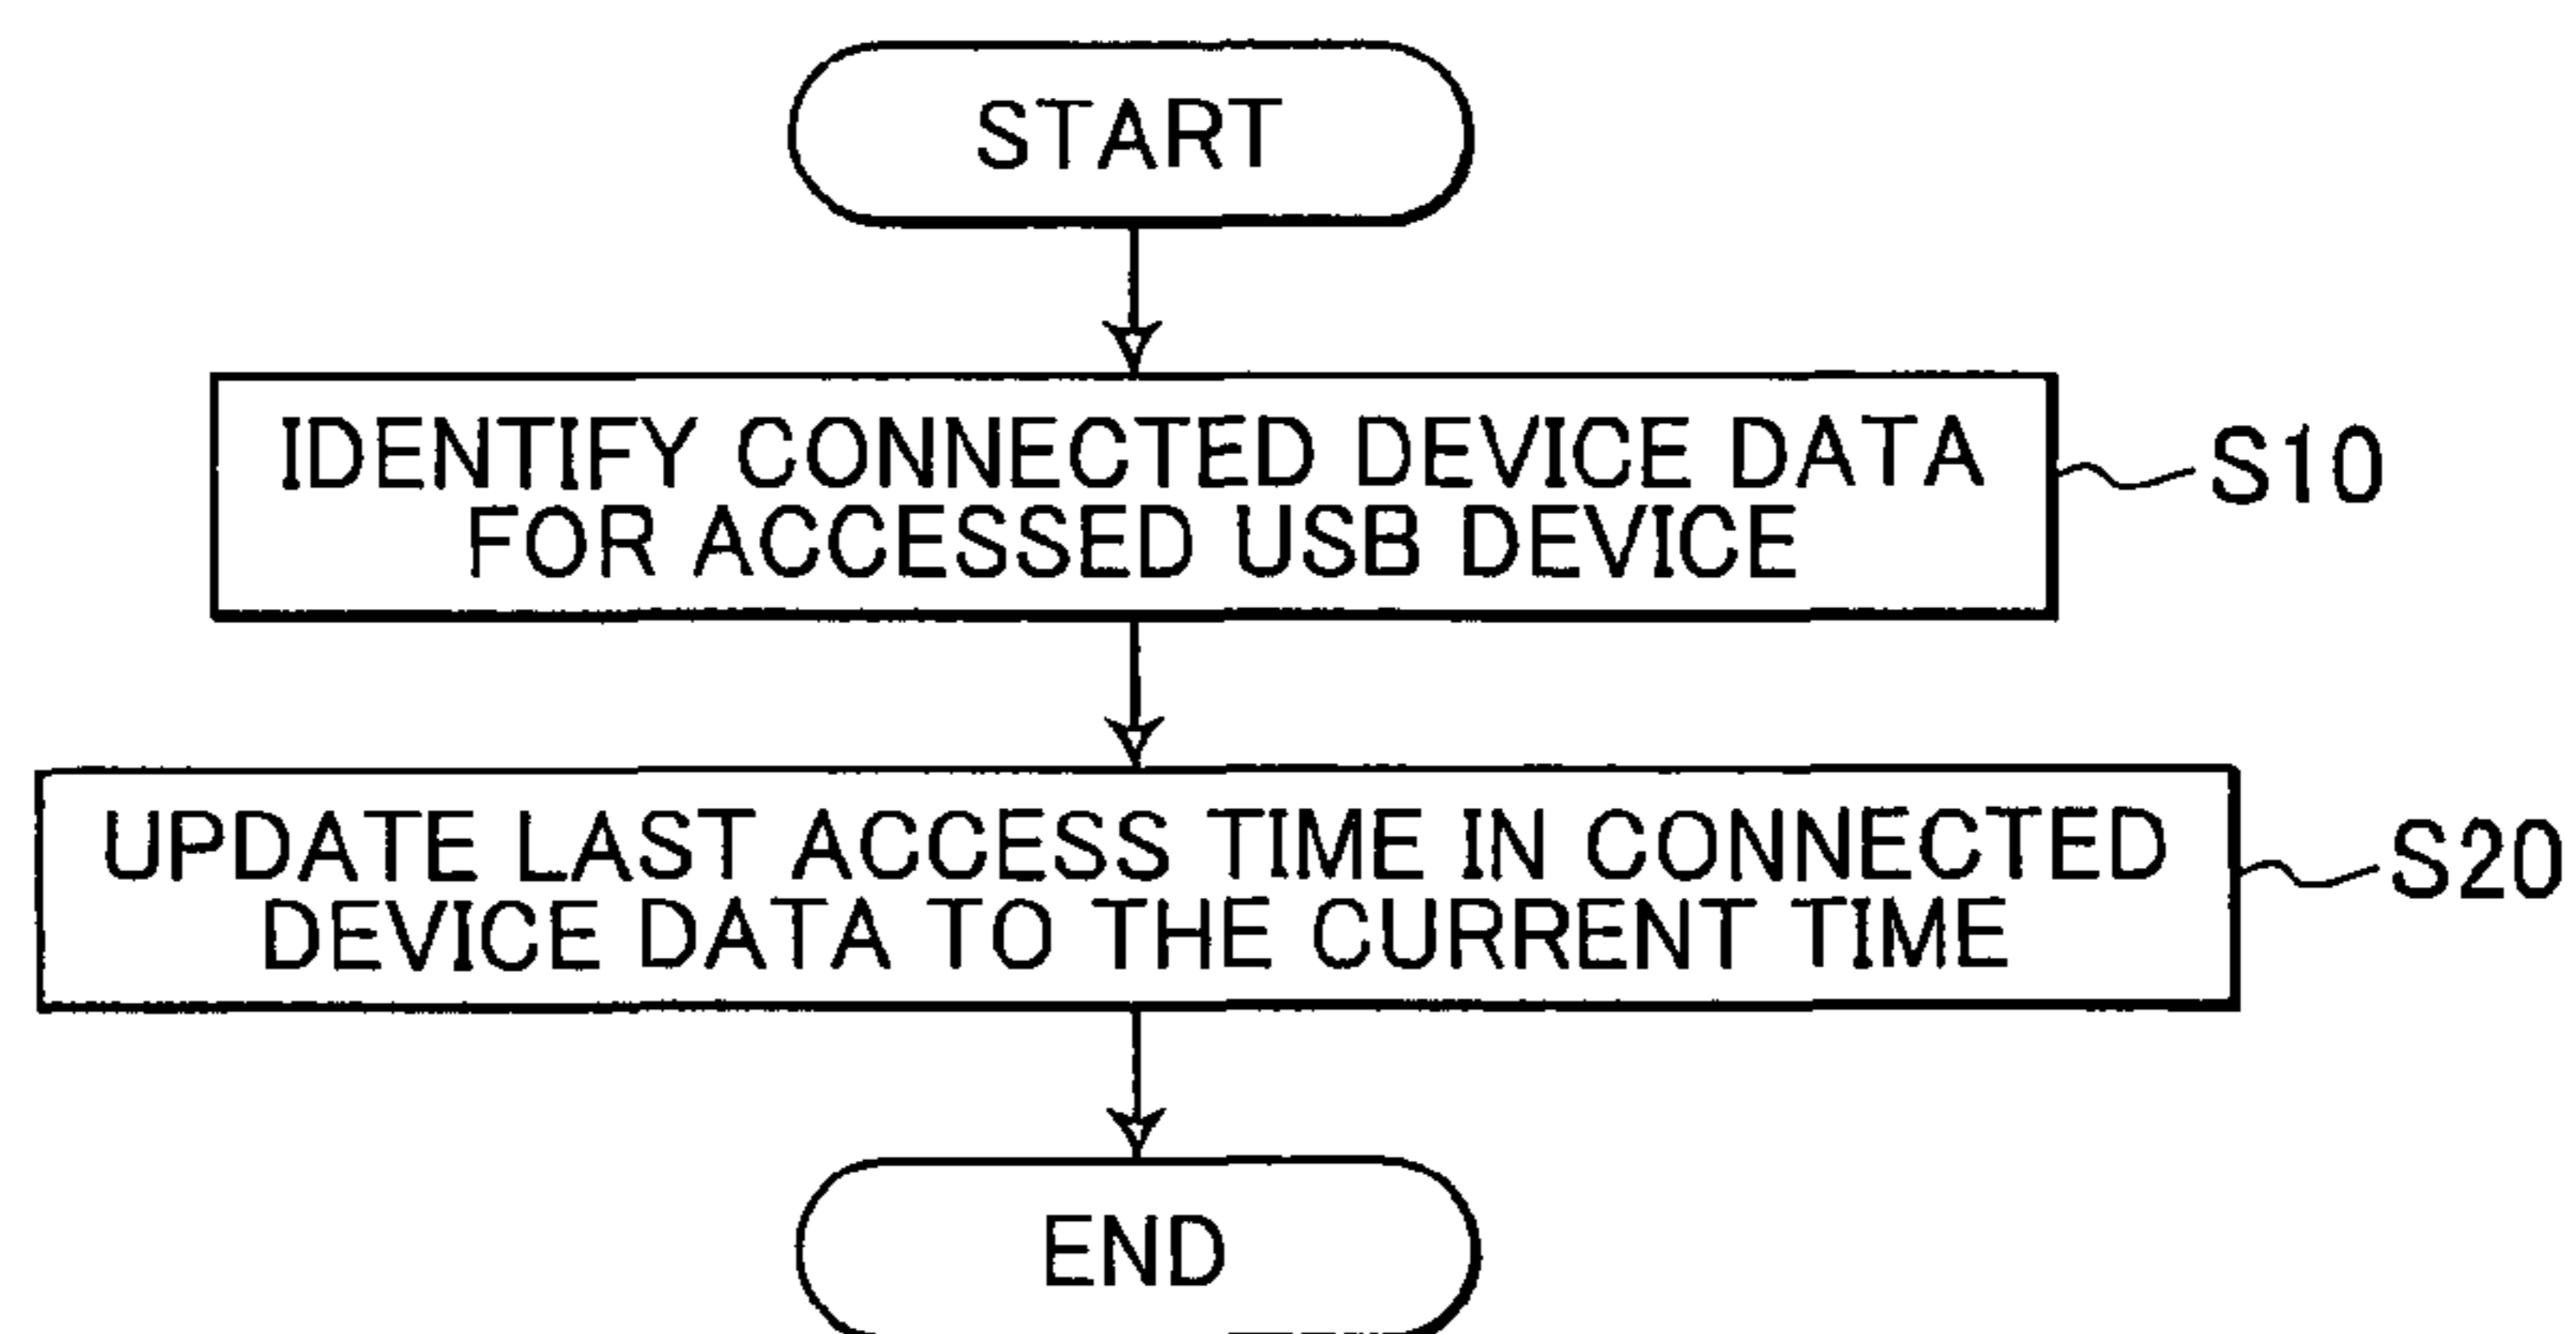 START
IDENTIFY CONNECTED DEVICE DATA
FOR ACCESSED USB DEVICE
S10
UPDATE LAST ACCESS TIME IN CONNECTED
DEVICE DATA TO THE CURRENT TIME
S20
END